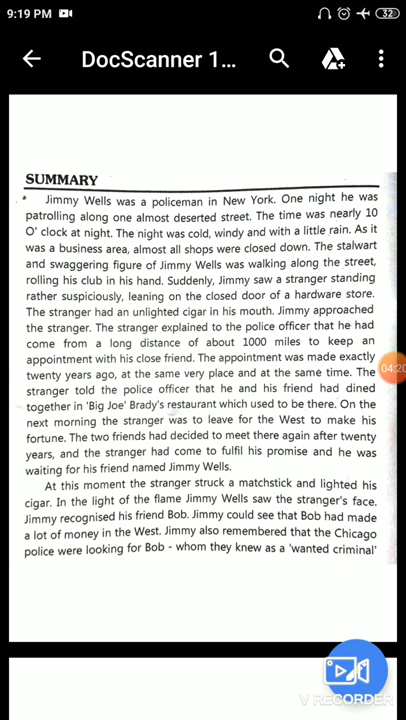 9:19 PM
32
DocScanner 1...
SUMMARY
* Jimmy Wells was a policeman in New York. One night he was
patrolling along one almost deserted street. The time was nearly 10
O' clock at night. The night was cold, windy and with a little rain. As it
was a business area, almost all shops were closed down. The stalwart
and swaggering figure of Jimmy Wells was walking along the street,
rolling his club in his hand. Suddenly, Jimmy saw a stranger standing
rather suspiciously, leaning on the closed door of a hardware store.
The stranger had an unlighted cigar in his mouth. Jimmy approached
the stranger. The stranger explained to the police officer that he had
come from a long distance of about 1000 miles to keep an
appointment with his close friend. The appointment was made exactly
twenty years ago, at the same very place and at the same time. The
stranger told the police officer that he and his friend had dined
together in 'Big Joe' Brady's restaurant which used to be there. On the
next morning the stranger was to leave for the West to make his
fortune. The two friends had decided to meet there again after twenty
years, and the stranger had come to fulfil his promise and he was
waiting for his friend named Jimmy Wells.
At this moment the stranger struck a matchstick and lighted his
cigar. In the light of the flame Jimmy Wells saw the stranger's face.
Jimmy recognised his friend Bob. Jimmy could see that Bob had made
a lot of money in the West. Jimmy also remembered that the Chicago
police were looking for Bob - whom they knew as a 'wanted criminal'
04:20
V RECORDER